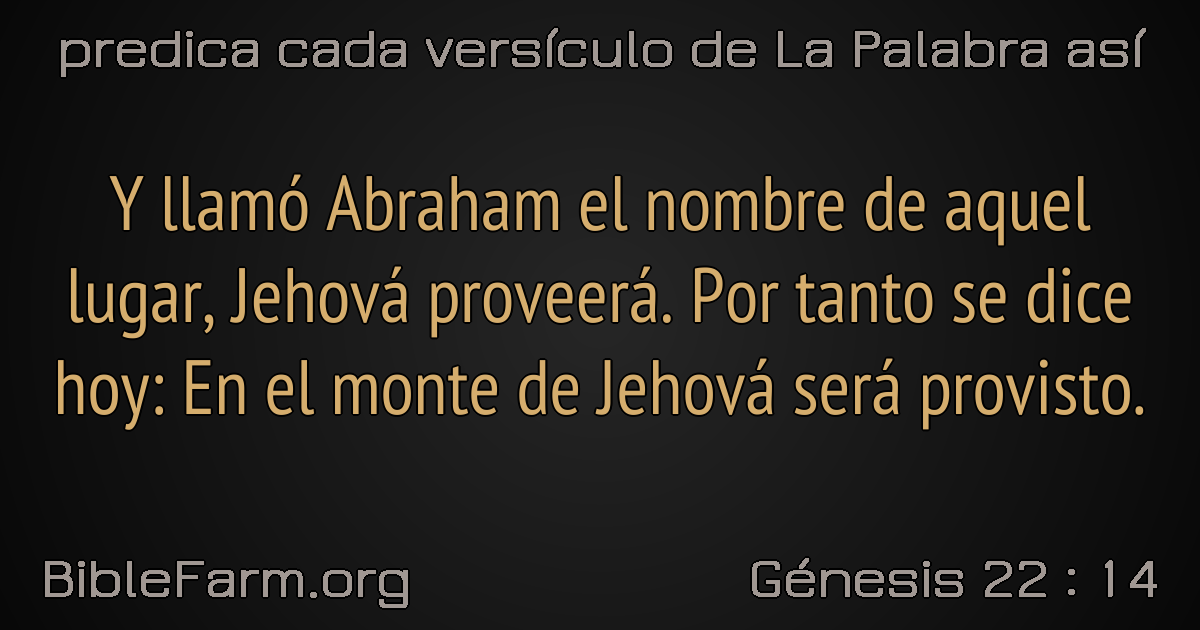 predica cada versículo de La Palabra así
Y llamó Abraham el nombre de aquel
lugar, Jehová proveerá. Por tanto se dice
hoy: En el monte de Jehová será provisto.
BibleFarm.org
Génesis 22 : 14